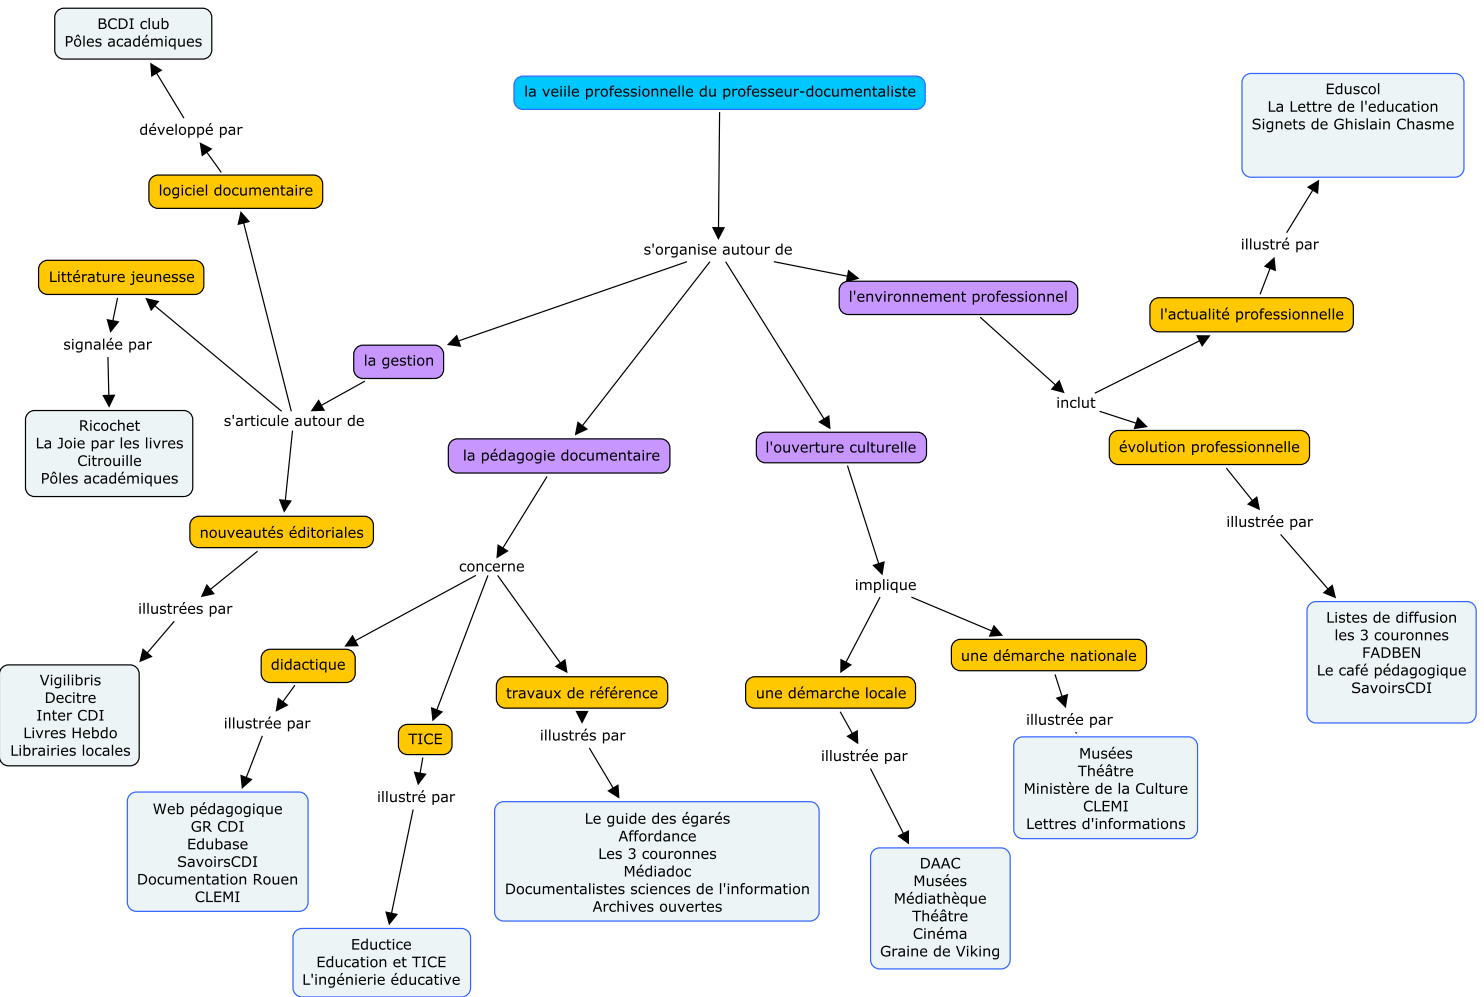 BCDI club
Pôles académiques
la veiile professionnelle du professeur-documentaliste
Eduscol
La Lettre de l'education
Signets de Ghislain Chasme
développé par
logiciel documentaire
s'organise autour de
illustré par
Littérature jeunesse
l'environnement professionnel
l'actualité professionnelle
signalée par
la gestion
inclut
s'articule autour de
Ricochet
La Joie par les livres
Citrouille
Pôles académiques
la pédagogie documentaire
l'ouverture culturelle
évolution professionnelle
nouveautés éditoriales
illustrée par
concerne
implique
illustrées par
Listes de diffusion
les 3 couronnes
FADBEN
Le café pédagogique
SavoirsCDI
didactique
une démarche nationale
Vigilibris
Decitre
Inter CDI
Livres Hebdo
Librairies locales
travaux de référence
une démarche locale
illustrée par
TICE
illustrés par
illustrée par
illustrée par
Musées
Théâtre
Ministère de la Culture
CLEMI
Lettres d'informations
illustré par
Web pédagogique
GR CDI
Edubase
SavoirsCDI
Documentation Rouen
CLEMI
Le guide des égarés
Affordance
Les 3 couronnes
Médiadoc
Documentalistes sciences de l'information
Archives ouvertes
DAAC
Musées
Médiathèque
Théâtre
Cinéma
Graine de Viking
Eductice
Education et TICE
L'ingénierie éducative